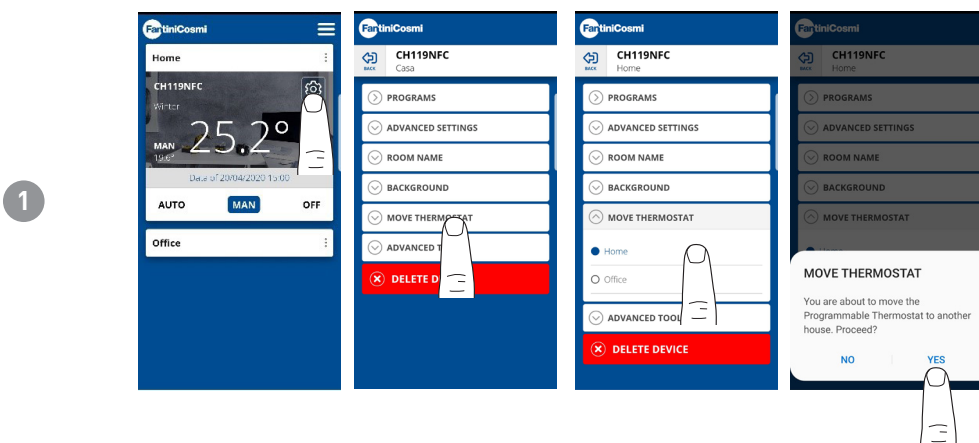 1
FantiniCosmi
Home
CH119NFC
Winter
25.2°
MAN
19.6°
Data of 20/04/2020 15:00
AUTO MAN OFF
Office
FantiniCosmi
BACK
CH119NFC
Casa
PROGRAMS
ADVANCED SETTINGS
ROOM NAME
BACKGROUND
MOVE THERMOSTAT
ADVANCED T
DELETE D
FantiniCosmi
BACK
CH119NFC
Home
PROGRAMS
ADVANCED SETTINGS
ROOM NAME
BACKGROUND
MOVE THERMOSTAT
Home
Office
ADVANCED TOOL
DELETE DEVICE
FantiniCosmi
BACK
CH119NFC
Home
PROGRAMS
ADVANCED SETTINGS
ROOM NAME
BACKGROUND
MOVE THERMOSTAT
Home
MOVE THERMOSTAT
You are about to move the
Programmable Thermostat to another
house. Proceed?
NO YES